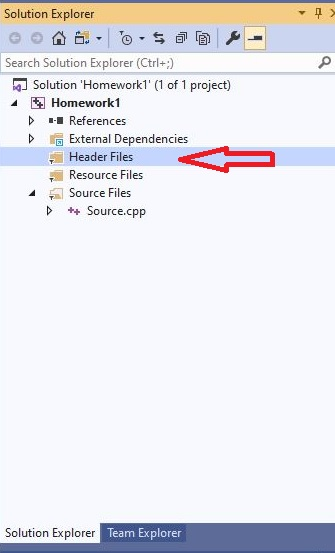 Solution Explorer
Search Solution Explorer (Ctrl+;)
Solution 'Homework1' (1 of 1 project)
Homework1
References
External Dependencies
Header Files
Resource Files
Source Files
Source.cpp
Solution Explorer Team Explorer